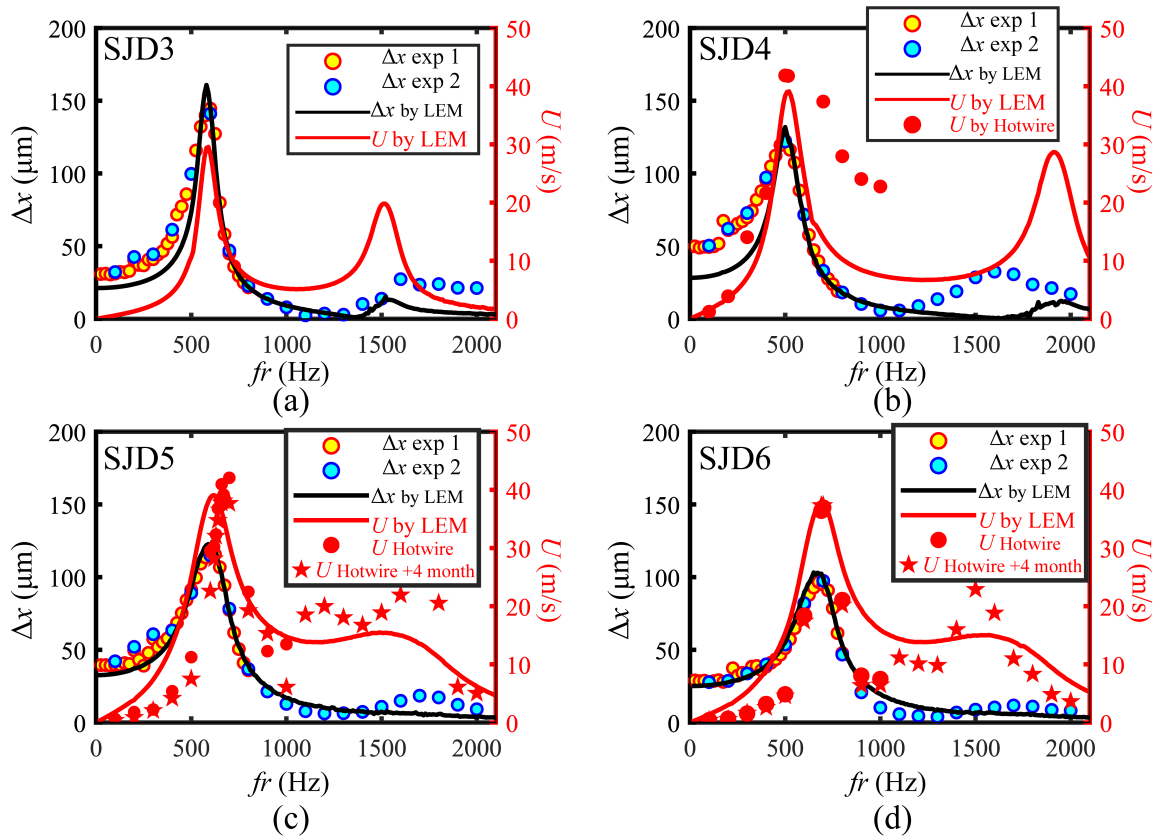 SJD3
Δx exp 1
Δx exp 2
Δx by LEM
U by LEM
200
150
100
50
0
50
40
30
20
10
0
Δx (μm)
U (m/s)
0 500 1000 1500 2000
fr (Hz)
(a)
SJD4
Δx exp 1
Δx exp 2
Δx by LEM
U by LEM
U by Hotwire
200
150
100
50
0
50
40
30
20
10
0
Δx (μm)
U (m/s)
0 500 1000 1500 2000
fr (Hz)
(b)
SJD5
Δx exp 1
Δx exp 2
Δx by LEM
U by LEM
U Hotwire
U Hotwire +4 month
200
150
100
50
0
50
40
30
20
10
0
Δx (μm)
U (m/s)
0 500 1000 1500 2000
fr (Hz)
(c)
SJD6
Δx exp 1
Δx exp 2
Δx by LEM
U by LEM
U Hotwire
U Hotwire +4 month
200
150
100
50
0
50
40
30
20
10
0
Δx (μm)
U (m/s)
0 500 1000 1500 2000
fr (Hz)
(d)